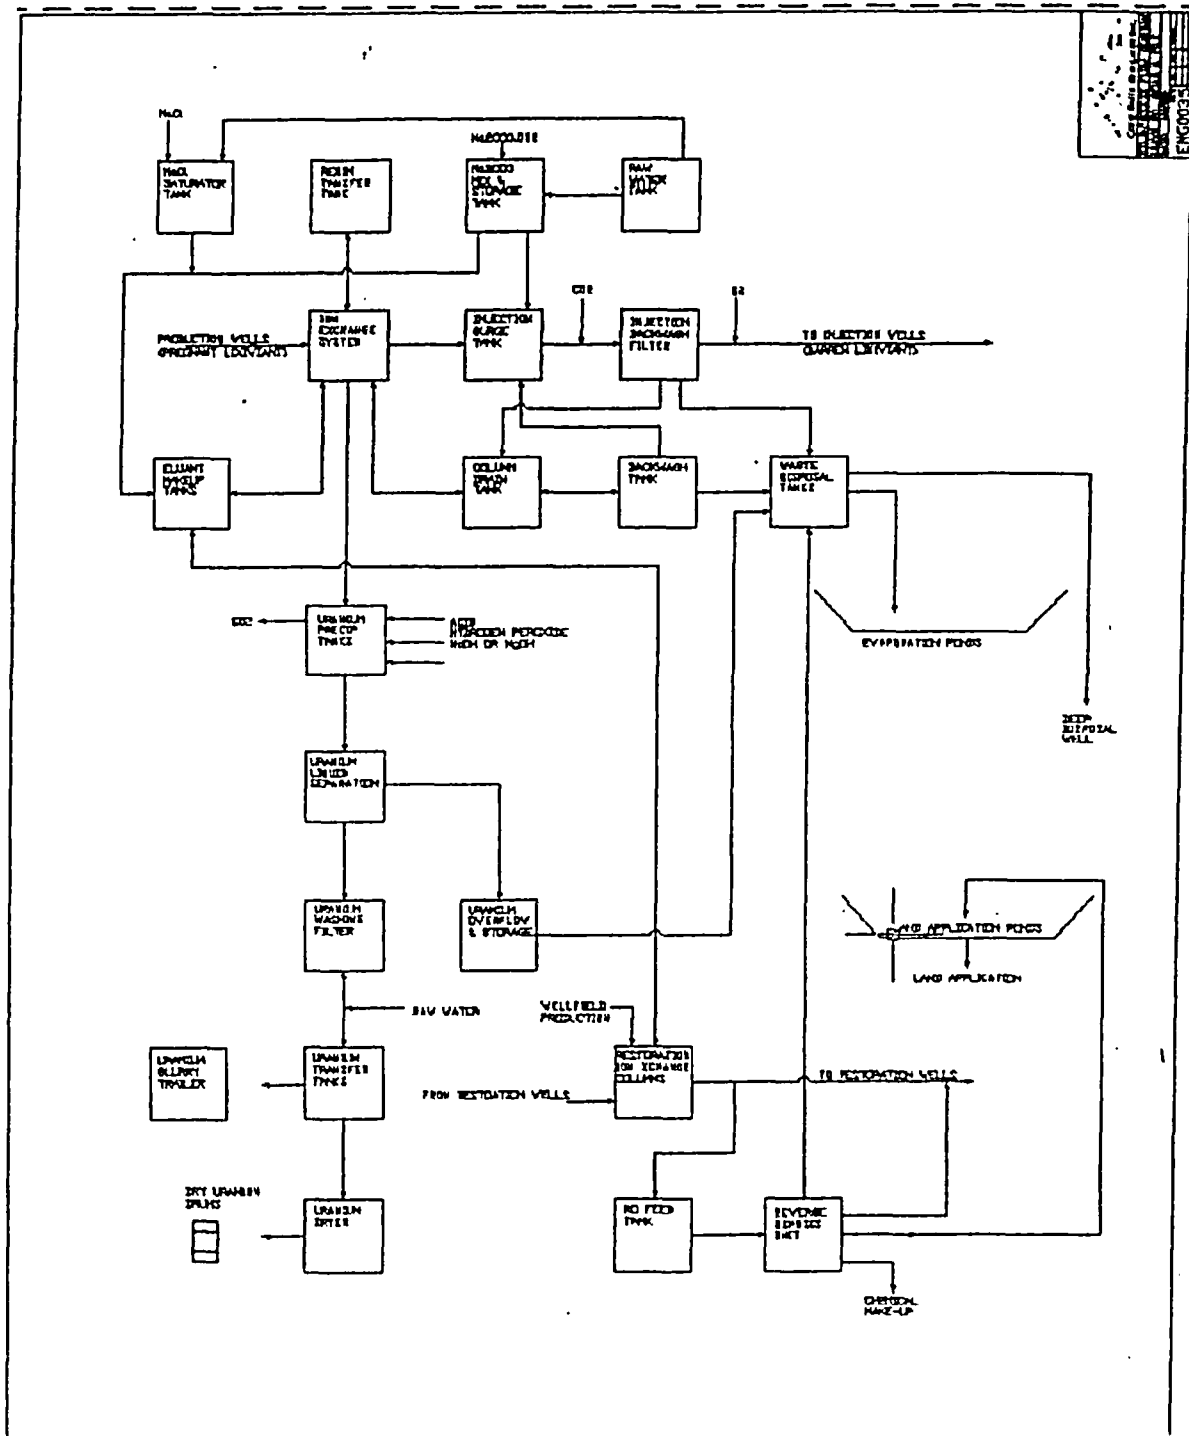 NaCl
NaCl
SATURATOR
TANK
RESIN
TRANSFER
TANK
MIX &
STORAGE
TANK
RAW
WATER
TANK
PRODUCTION WELLS
(PREGNANT LIXIVIANT)
ION
EXCHANGE
SYSTEM
INJECTION
SURGE
TANK
CO2
INJECTION
BACKWASH
FILTER
O2
TO INJECTION WELLS
(BARREN LIXIVIANT)
ELUANT
MAKEUP
TANKS
COLUMN
DRAIN
TANK
BACKWASH
TANK
WASTE
DISPOSAL
TANKS
CO2
URANIUM
PRECIP
TANKS
ACID
HYDROGEN PEROXIDE
NaOH OR NH3OH
EVAPORATION PONDS
DEEP
DISPOSAL
WELL
URANIUM
LIQUID
SEPARATION
URANIUM
WASHING
FILTER
URANIUM
OVERFLOW
& STORAGE
LAND APPLICATION PONDS
LAND APPLICATION
RAW WATER
WELLFIELD
PRODUCTION
URANIUM
SLURRY
TRAILER
URANIUM
TRANSFER
TANKS
RESTORATION
ION EXCHANGE
COLUMNS
TO RESTORATION WELLS
FROM RESTORATION WELLS
DRY URANIUM
DRUMS
URANIUM
DRYER
RO FEED
TANK
REVERSE
OSMOSIS
UNIT
CHEMICAL
MAKE-UP
ENG0035